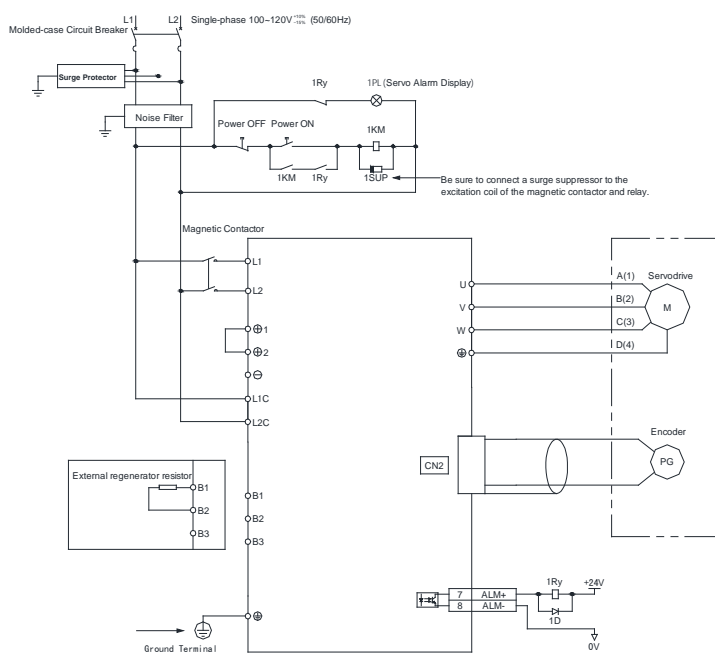 L1 L2 Single-phase 100~120V +10% -15% (50/60Hz)
Molded-case Circuit Breaker
Surge Protector
Noise Filter
1Ry 1PL (Servo Alarm Display)
Power OFF Power ON 1KM
1KM 1Ry 1SUP
Be sure to connect a surge suppressor to the
excitation coil of the magnetic contactor and relay.
Magnetic Contactor
L1
L2
1
2
L1C
L2C
U
V
W
A(1)
B(2)
C(3)
D(4)
Servodrive
M
Encoder
PG
CN2
External regenerator resistor
B1
B2
B3
B1
B2
B3
7 ALM+
8 ALM-
1Ry
1D
+24V
0V
Ground Terminal